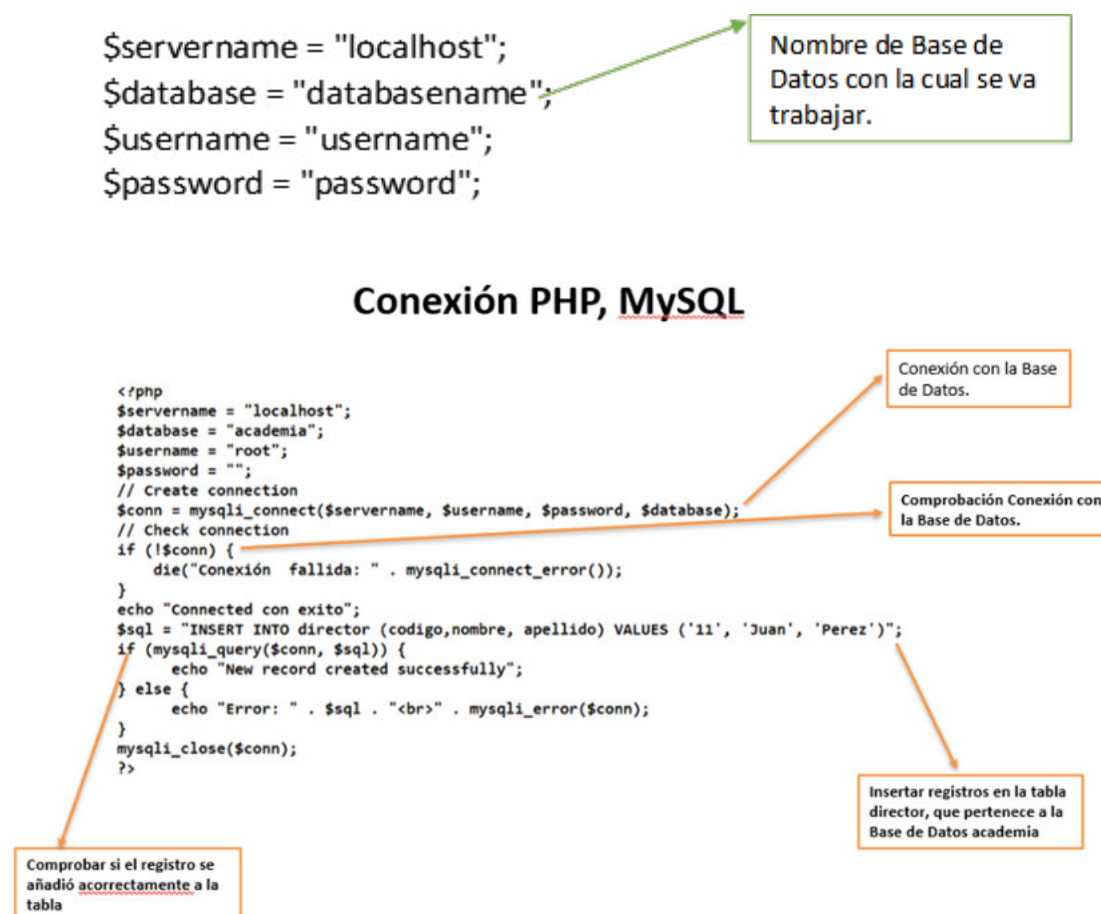 $servername = "localhost";
$database = "databasename";
$username = "username";
$password = "password";
Nombre de Base de
Datos con la cual se va
trabajar.
Conexión PHP, MySQL
<?php
$servername = "localhost";
$database = "academia";
$username = "root";
$password = "";
// Create connection
$conn = mysqli_connect($servername, $username, $password, $database);
// Check connection
if (!$conn) {
    die("Conexión  fallida: " . mysqli_connect_error());
}
echo "Connected con exito";
$sql = "INSERT INTO director (codigo,nombre, apellido) VALUES ('11', 'Juan', 'Perez')";
if (mysqli_query($conn, $sql)) {
      echo "New record created successfully";
} else {
      echo "Error: " . $sql . "<br>" . mysqli_error($conn);
}
mysqli_close($conn);
?>
Conexión con la Base
de Datos.
Comprobación Conexión con
la Base de Datos.
Insertar registros en la tabla
director, que pertenece a la
Base de Datos academia
Comprobar si el registro se
añadió acorrectamente a la
tabla